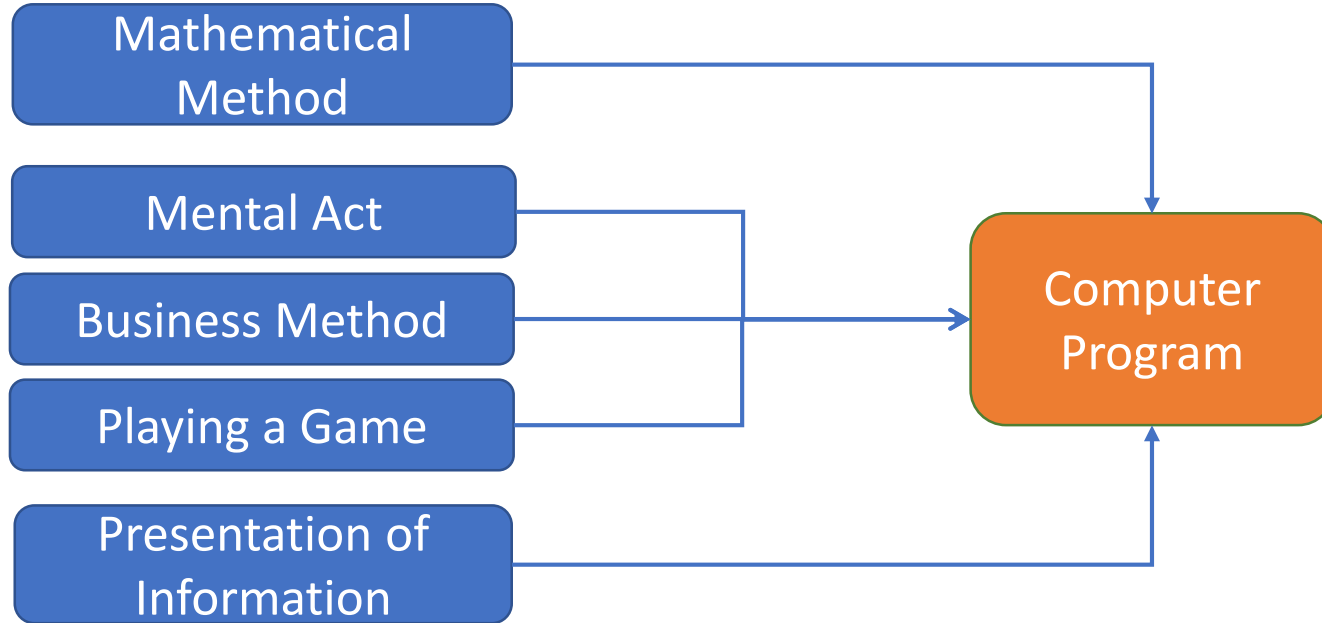 Mathematical
Method
Mental Act
Business Method
Playing a Game
Presentation of
Information
Computer
Program